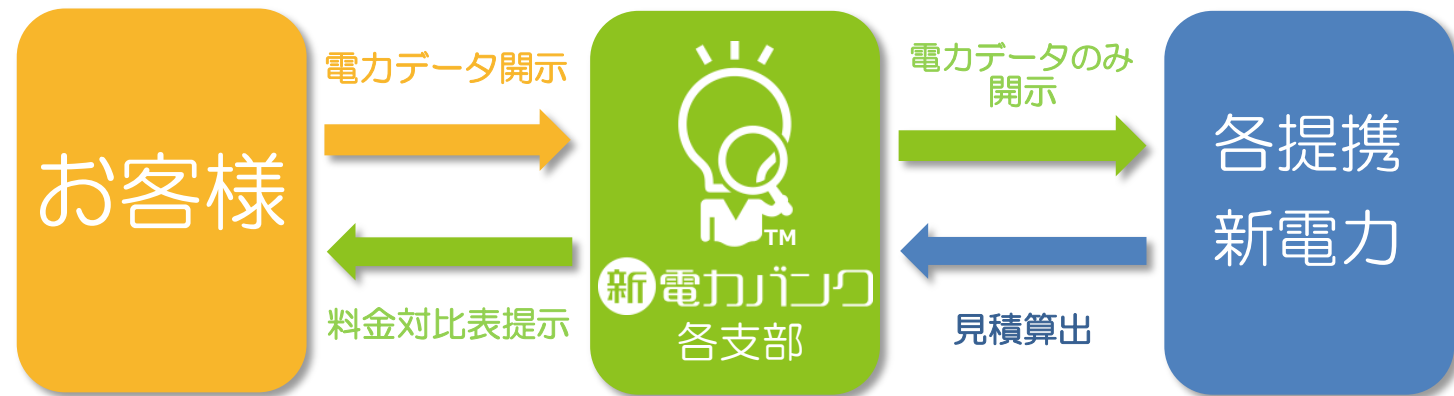 お客様
電力データ開示
料金対比表提示
TM
新電力バンク
各支部
電力データのみ
開示
見積算出
各提携
新電力